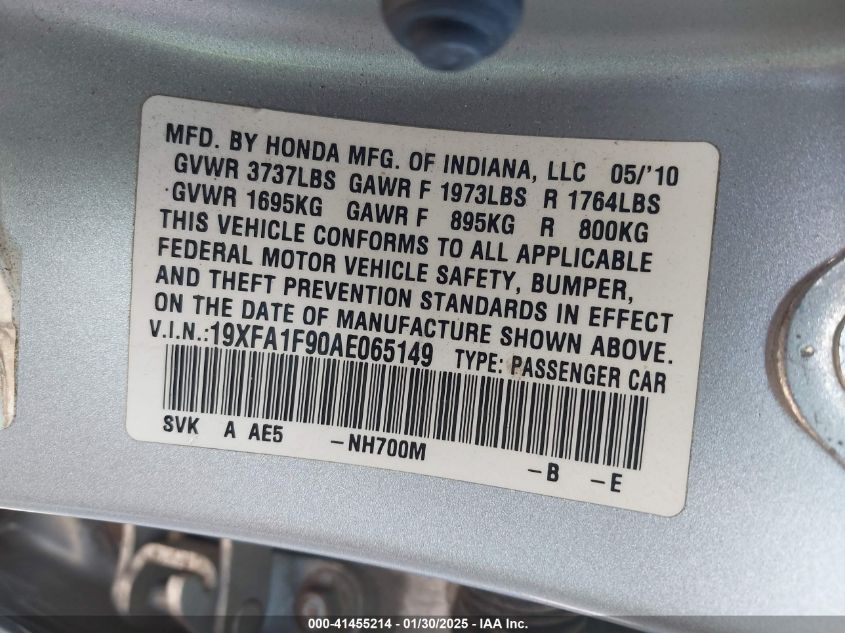 MFD. BY HONDA MFG. OF INDIANA, LLC 05/'10
GVWR 3737LBS GAWR F 1973LBS R 1764LBS
GVWR 1695KG GAWR F 895KG R 800KG
THIS VEHICLE CONFORMS TO ALL APPLICABLE
FEDERAL MOTOR VEHICLE SAFETY, BUMPER,
AND THEFT PREVENTION STANDARDS IN EFFECT
ON THE DATE OF MANUFACTURE SHOWN ABOVE.
V.I.N.:19XFA1F90AE065149 TYPE: PASSENGER CAR
SVK A AE5 -NH700M -B -E
000-41455214 - 01/30/2025 - IAA Inc.